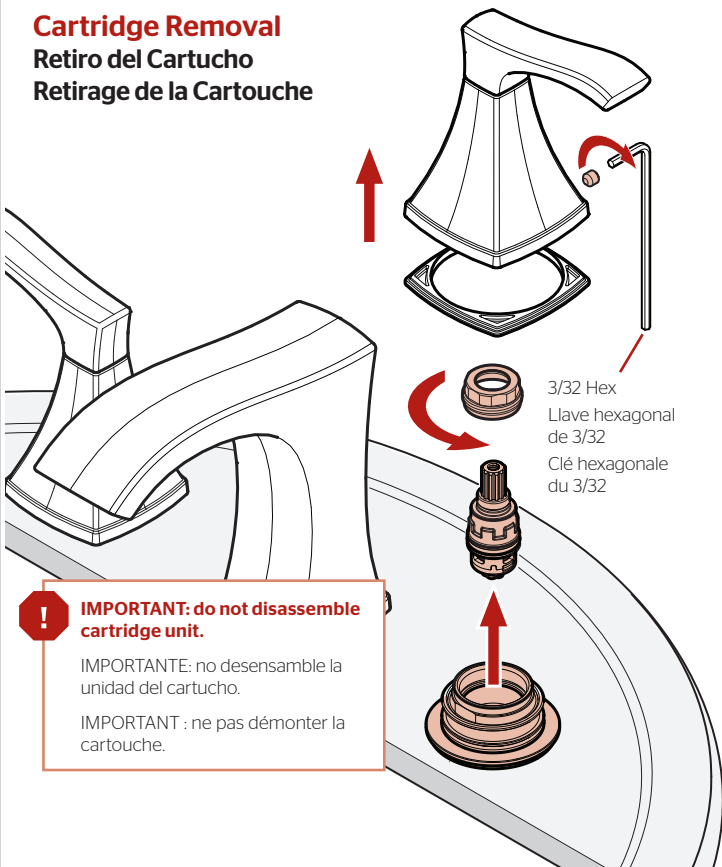 Cartridge Removal
Retiro del Cartucho
Retirage de la Cartouche
3/32 Hex
Llave hexagonal
de 3/32
Clé hexagonale
du 3/32
!
IMPORTANT: do not disassemble
cartridge unit.
IMPORTANTE: no desensamble la
unidad del cartucho.
IMPORTANT : ne pas démonter la
cartouche.